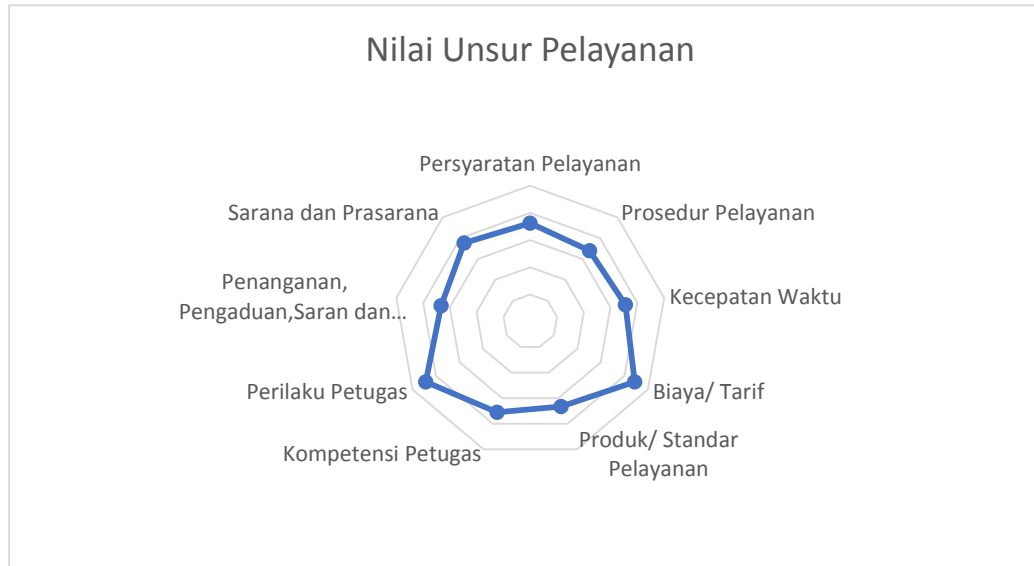 Nilai Unsur Pelayanan
Persyaratan Pelayanan
Prosedur Pelayanan
Kecepatan Waktu
Biaya/ Tarif
Produk/ Standar
Pelayanan
Kompetensi Petugas
Perilaku Petugas
Penanganan,
Pengaduan,Saran dan...
Sarana dan Prasarana